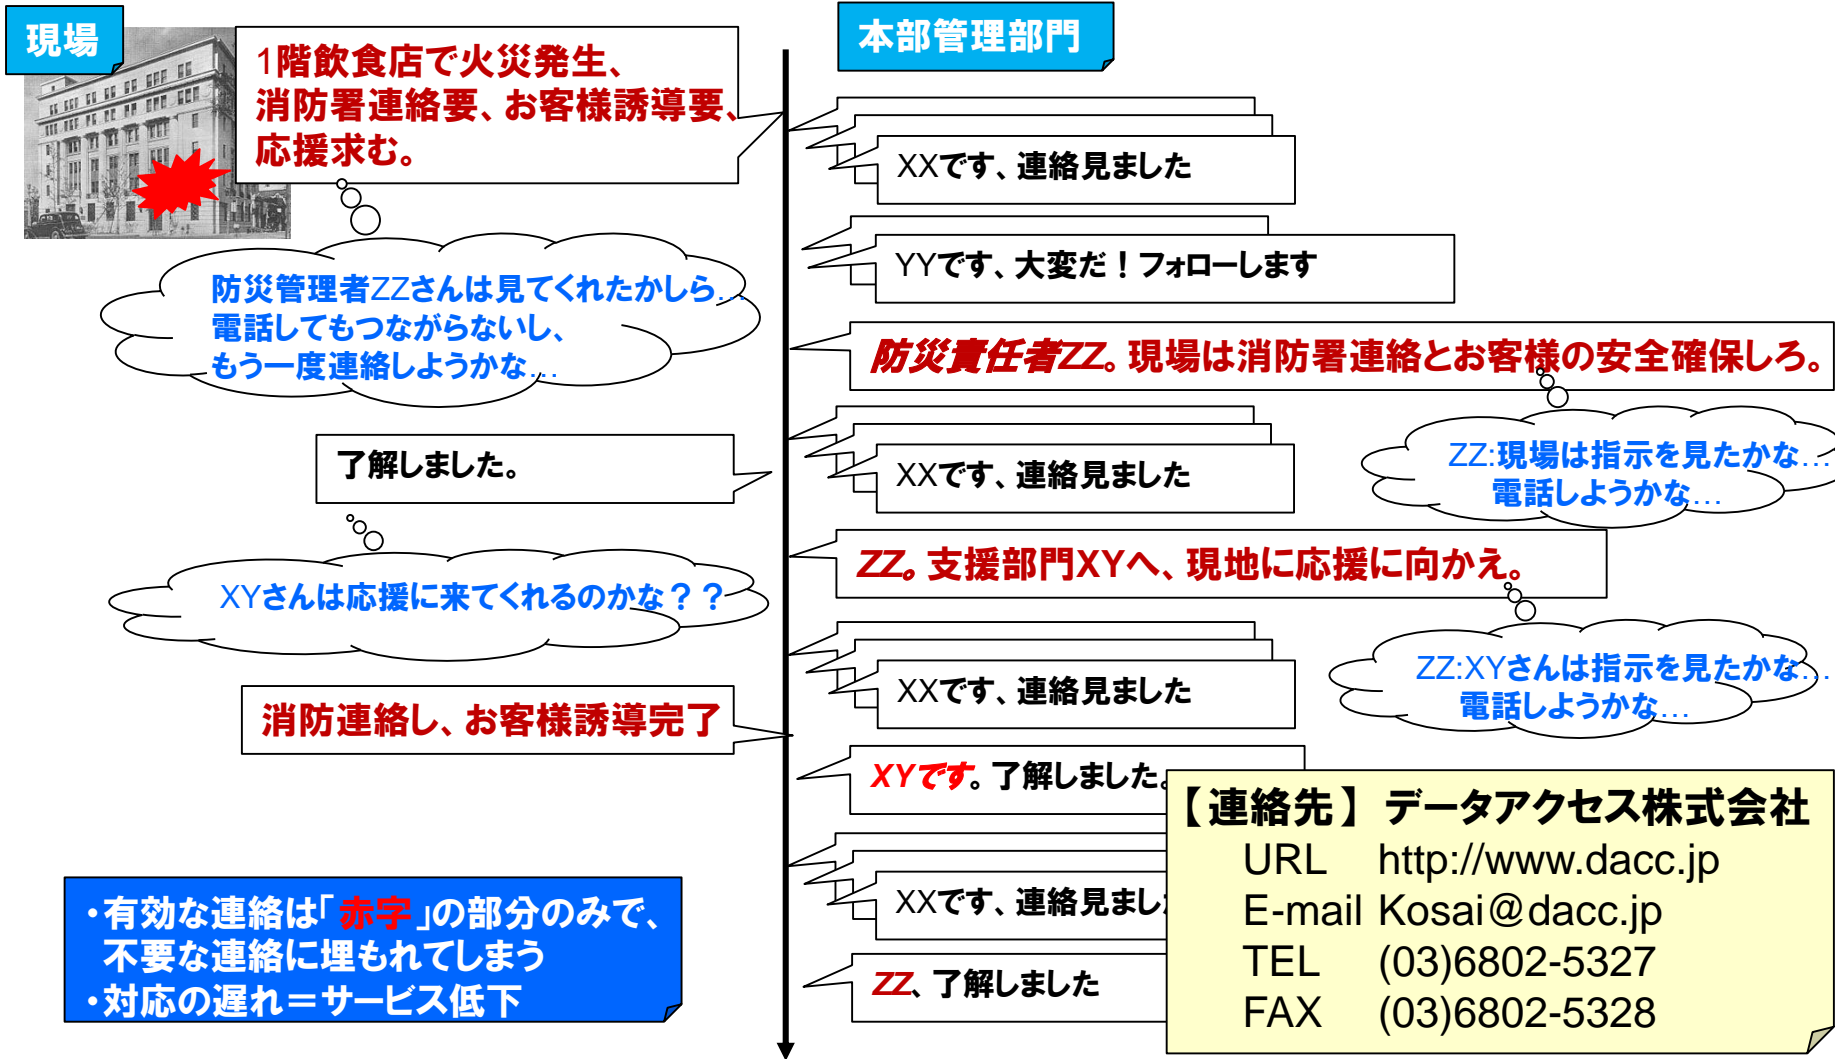 現場
1階飲食店で火災発生、
消防署連絡要、お客様誘導要、
応援求む。
本部管理部門
XXです、連絡見ました
YYです、大変だ！フォローします
防災管理者ZZさんは見てくれたかしら…
電話してもつながらないし、
もう一度連絡しようかな…
防災責任者ZZ。現場は消防署連絡とお客様の安全確保しろ。
ZZ:現場は指示を見たかな…
電話しようかな…
了解しました。
XXです、連絡見ました
ZZ。支援部門XYへ、現地に応援に向かえ。
XYさんは応援に来てくれるのかな？？
ZZ:XYさんは指示を見たかな…
電話しようかな…
XXです、連絡見ました
消防連絡し、お客様誘導完了
XYです。了解しました。
XXです、連絡見まし
ZZ、了解しました
・有効な連絡は「赤字」の部分のみで、
不要な連絡に埋もれてしまう
・対応の遅れ＝サービス低下
【連絡先】 データアクセス株式会社
URL http://www.dacc.jp
E-mail Kosai@dacc.jp
TEL (03)6802-5327
FAX (03)6802-5328